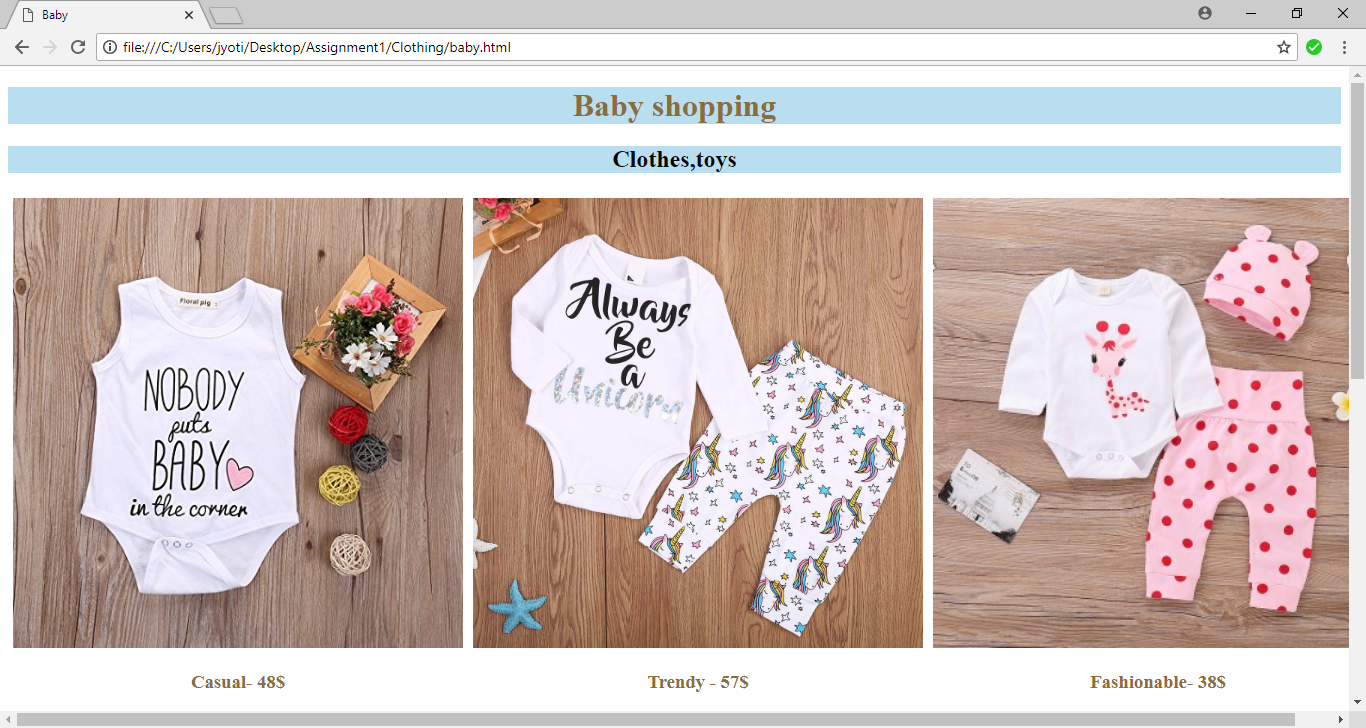 Baby
file:///C:/Users/jyoti/Desktop/Assignment1/Clothing/baby.html
Baby shopping
Clothes,toys
Floral pig
NOBODY
puts
BABY
in the corner
Always
Be
a
Unicorn
Casual- 48$
Trendy - 57$
Fashionable- 38$